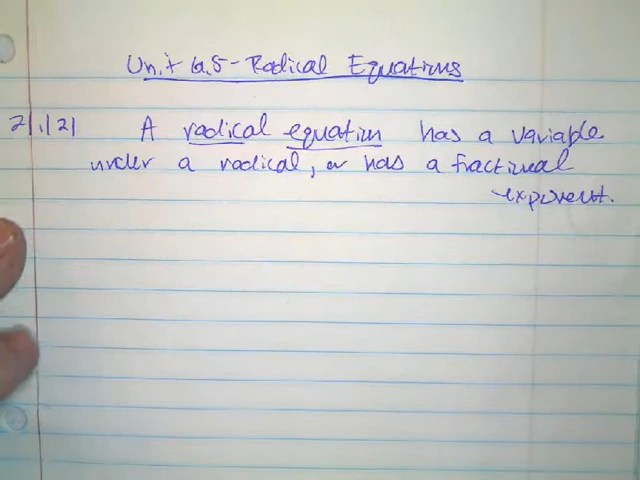 Unit 6.5 - Radical Equations
2/1/21 A radical equation has a variable
under a radical, or has a fractional
exponent.